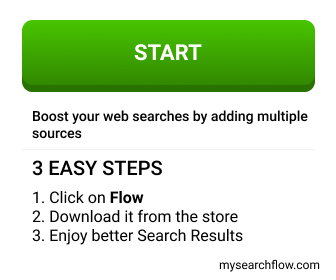 START
Boost your web searches by adding multiple
sources
3 EASY STEPS
1. Click on Flow
2. Download it from the store
3. Enjoy better Search Results
mysearchflow.com